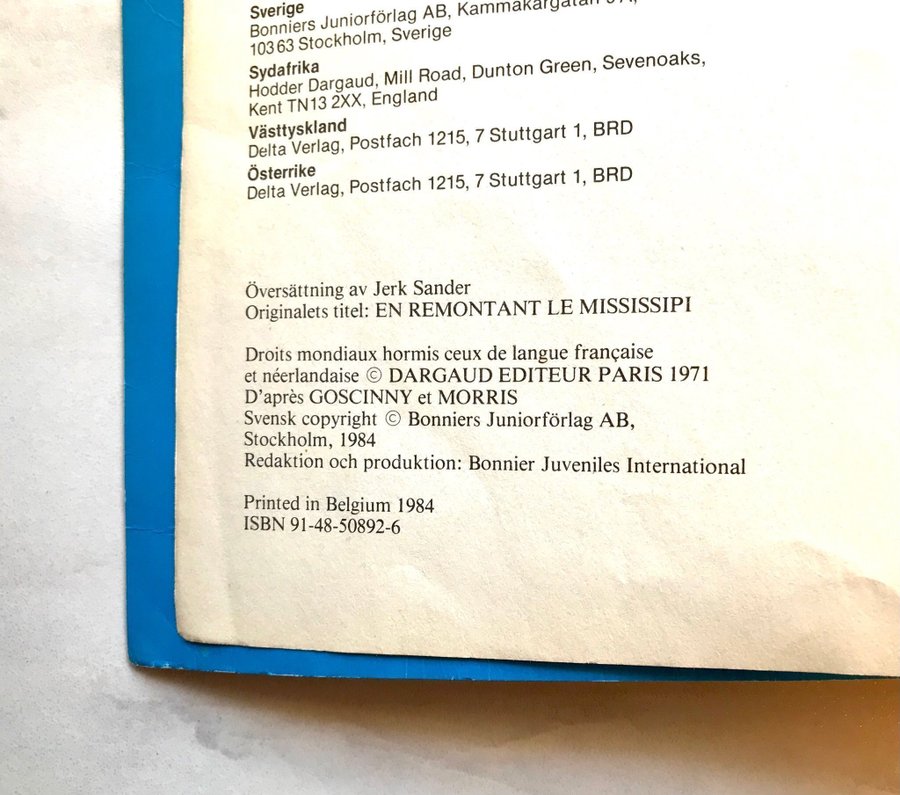 Sverige
Bonniers Juniorförlag AB, Kammakargatan 9A,
103 63 Stockholm, Sverige
Sydafrika
Hodder Dargaud, Mill Road, Dunton Green, Sevenoaks,
Kent TN13 2XX, England
Västtyskland
Delta Verlag, Postfach 1215, 7 Stuttgart 1, BRD
Österrike
Delta Verlag, Postfach 1215, 7 Stuttgart 1, BRD
Översättning av Jerk Sander
Originalets titel: EN REMONTANT LE MISSISSIPI
Droits mondiaux hormis ceux de langue française
et néerlandaise © DARGAUD EDITEUR PARIS 1971
D'après GOSCINNY et MORRIS
Svensk copyright © Bonniers Juniorförlag AB,
Stockholm, 1984
Redaktion och produktion: Bonnier Juveniles International
Printed in Belgium 1984
ISBN 91-48-50892-6